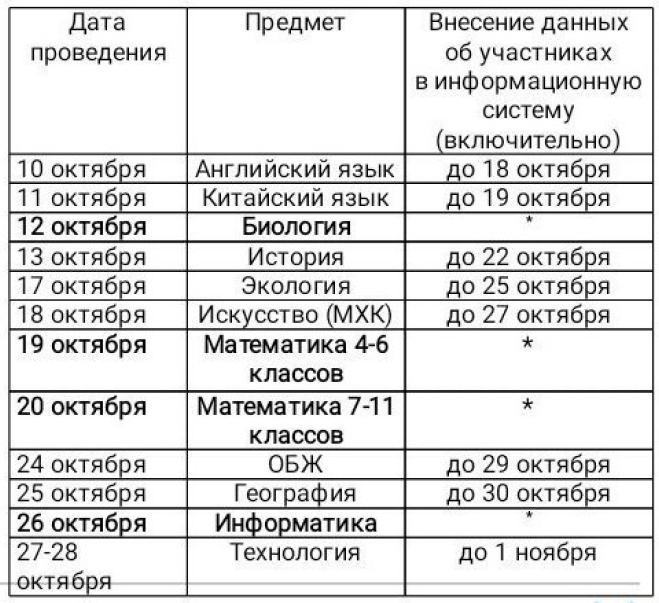 Дата Предмет Внесение данных
проведения об участниках
в информационную
систему
(включительно)
10 октября Английский язык до 18 октября
11 октября Китайский язык до 19 октября
12 октября Биология *
13 октября История до 22 октября
17 октября Экология до 25 октября
18 октября Искусство (МХК) до 27 октября
19 октября Математика 4-6 *
классов
20 октября Математика 7-11 *
классов
24 октября ОБЖ до 29 октября
25 октября География до 30 октября
26 октября Информатика *
27-28 Технология до 1 ноября
октября